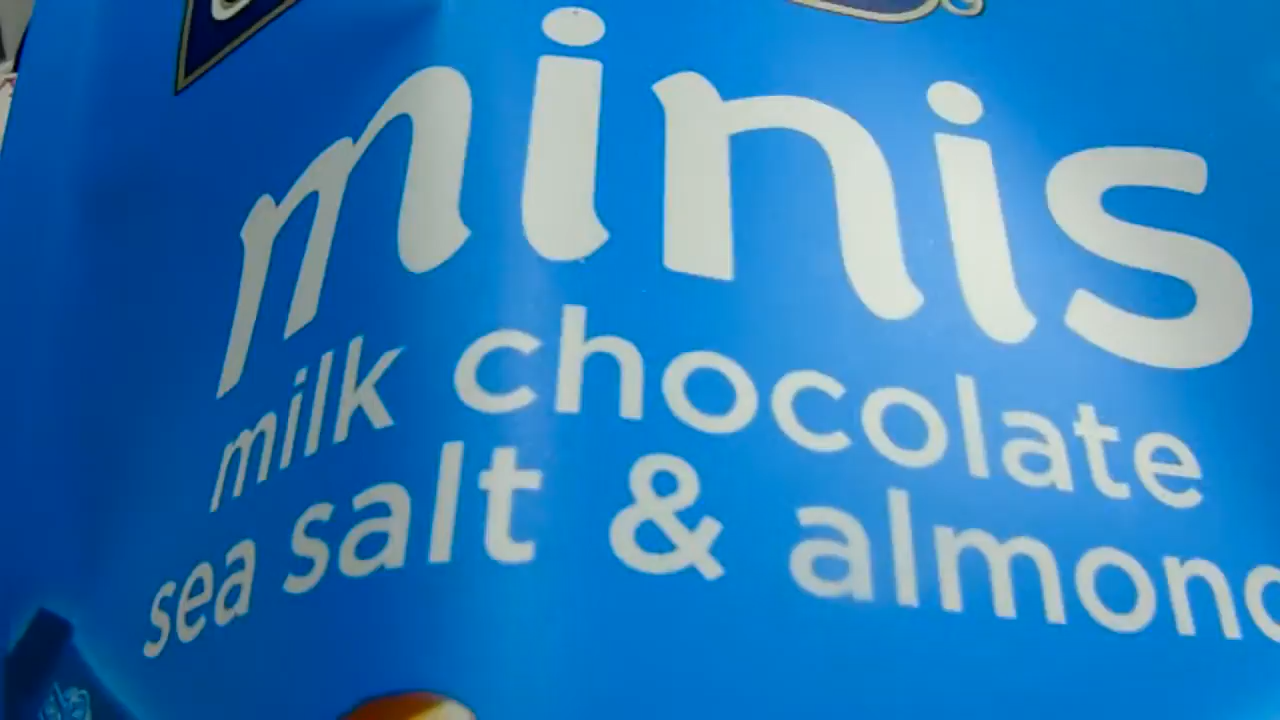 minis
milk chocolate
sea salt & almond